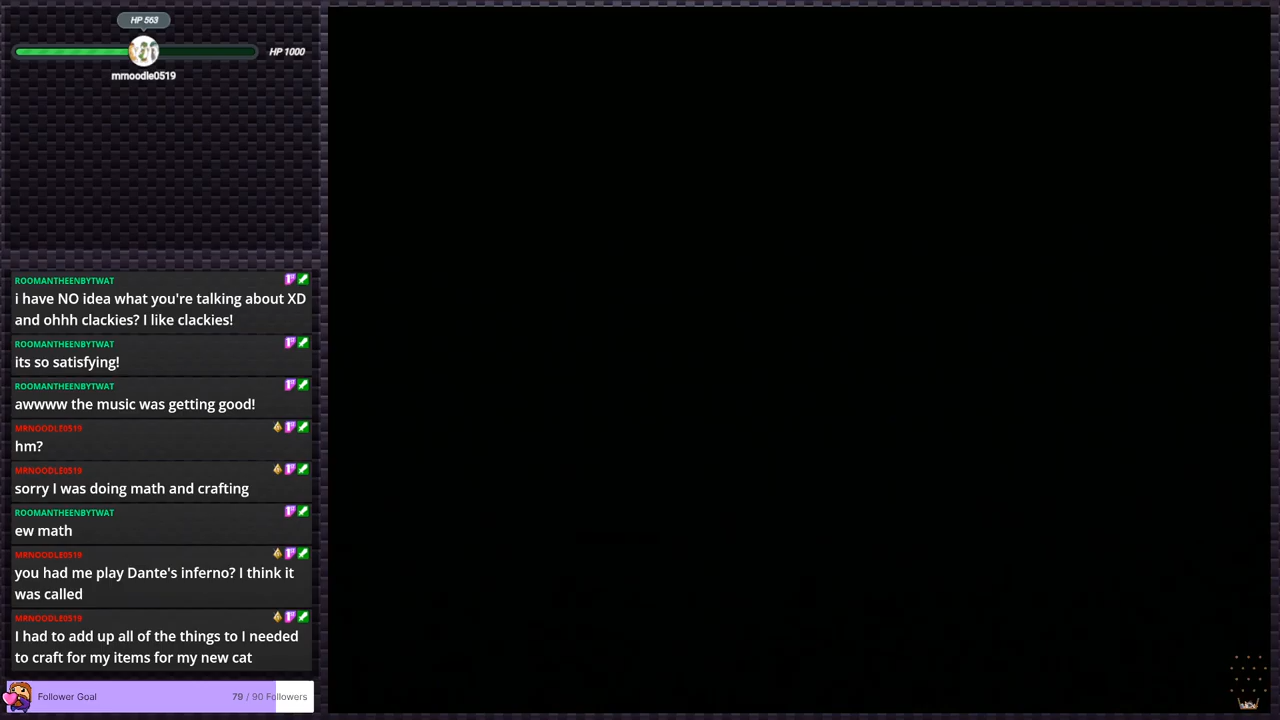 HP 563
HP 1000
mrnoodle0519
ROOMANTHEENBYTWAT
i have NO idea what you're talking about XD
and ohhh clackies? I like clackies!
ROOMANTHEENBYTWAT
its so satisfying!
ROOMANTHEENBYTWAT
awwww the music was getting good!
MRNOODLE0519
hm?
MRNOODLE0519
sorry I was doing math and crafting
ROOMANTHEENBYTWAT
ew math
MRNOODLE0519
you had me play Dante's inferno? I think it
was called
MRNOODLE0519
I had to add up all of the things to I needed
to craft for my items for my new cat
Follower Goal
79 / 90 Followers